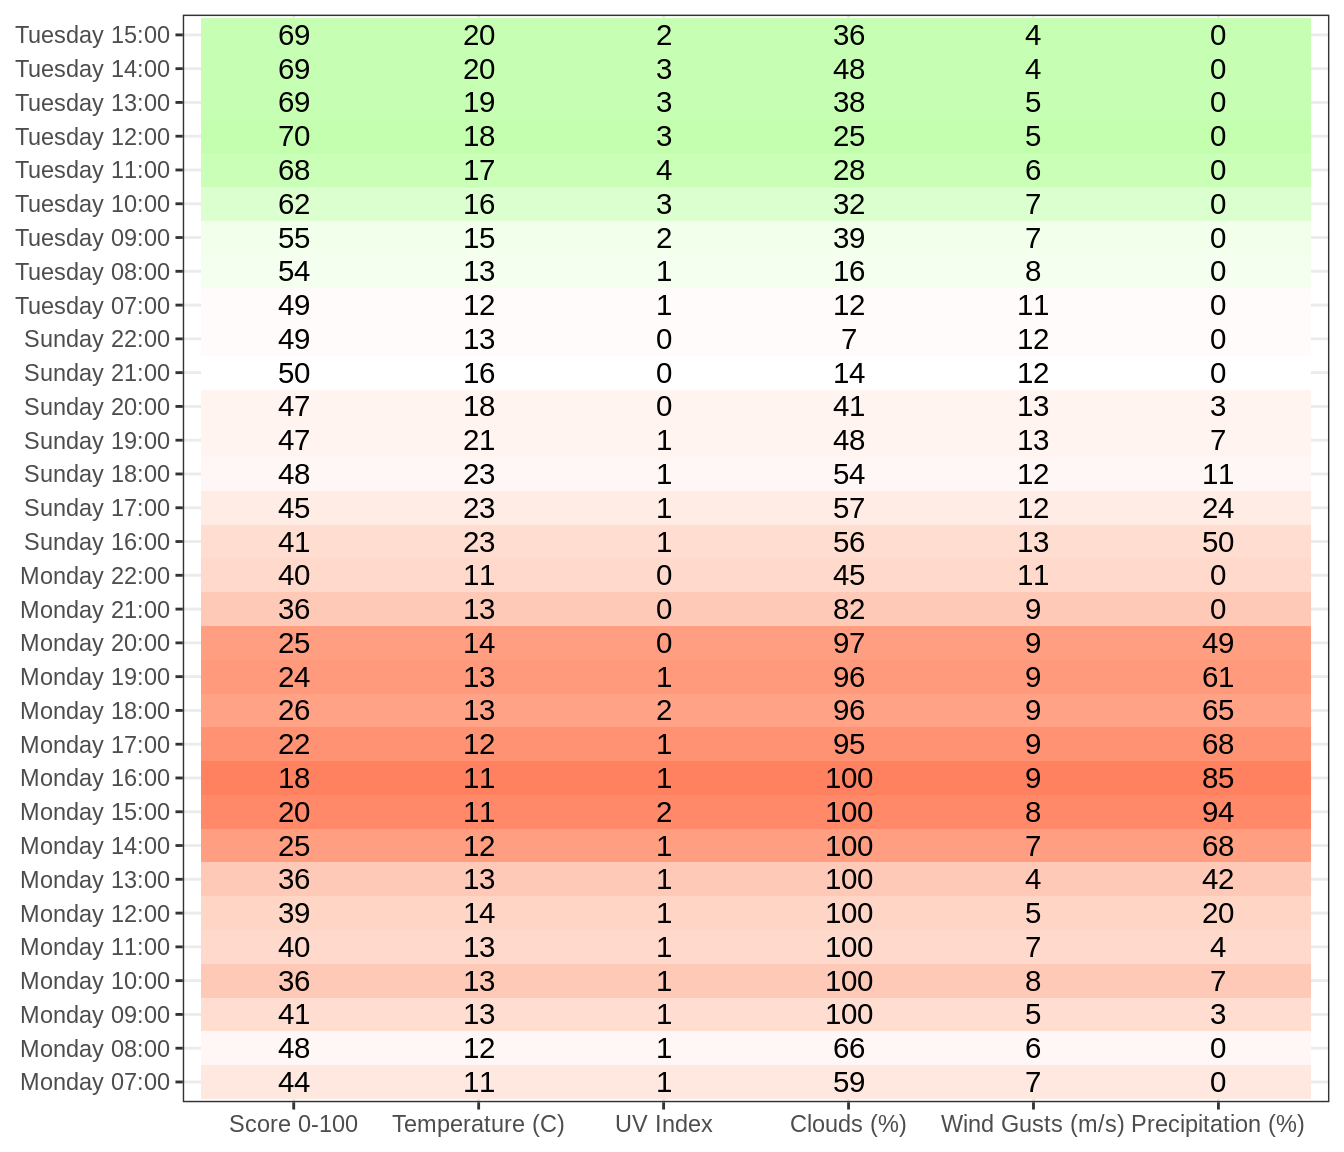 Tuesday 15:00 69 20 2 36 4 0
Tuesday 14:00 69 20 3 48 4 0
Tuesday 13:00 69 19 3 38 5 0
Tuesday 12:00 70 18 3 25 5 0
Tuesday 11:00 68 17 4 28 6 0
Tuesday 10:00 62 16 3 32 7 0
Tuesday 09:00 55 15 2 39 7 0
Tuesday 08:00 54 13 1 16 8 0
Tuesday 07:00 49 12 1 12 11 0
Sunday 22:00 49 13 0 7 12 0
Sunday 21:00 50 16 0 14 12 0
Sunday 20:00 47 18 0 41 13 3
Sunday 19:00 47 21 1 48 13 7
Sunday 18:00 48 23 1 54 12 11
Sunday 17:00 45 23 1 57 12 24
Sunday 16:00 41 23 1 56 13 50
Monday 22:00 40 11 0 45 11 0
Monday 21:00 36 13 0 82 9 0
Monday 20:00 25 14 0 97 9 49
Monday 19:00 24 13 1 96 9 61
Monday 18:00 26 13 2 96 9 65
Monday 17:00 22 12 1 95 9 68
Monday 16:00 18 11 1 100 9 85
Monday 15:00 20 11 2 100 8 94
Monday 14:00 25 12 1 100 7 68
Monday 13:00 36 13 1 100 4 42
Monday 12:00 39 14 1 100 5 20
Monday 11:00 40 13 1 100 7 4
Monday 10:00 36 13 1 100 8 7
Monday 09:00 41 13 1 100 5 3
Monday 08:00 48 12 1 66 6 0
Monday 07:00 44 11 1 59 7 0
Score 0-100 Temperature (C) UV Index Clouds (%) Wind Gusts (m/s) Precipitation (%)